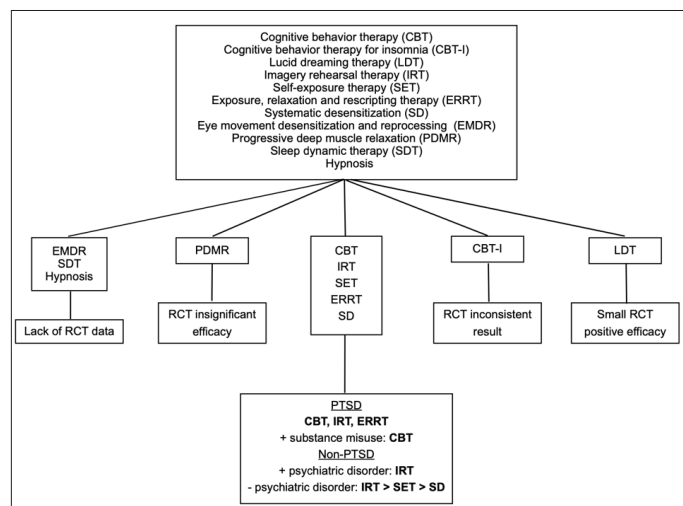 Cognitive behavior therapy (CBT)
Cognitive behavior therapy for insomnia (CBT-I)
Lucid dreaming therapy (LDT)
Imagery rehearsal therapy (IRT)
Self-exposure therapy (SET)
Exposure, relaxation and rescripting therapy (ERRT)
Systematic desensitization (SD)
Eye movement desensitization and reprocessing (EMDR)
Progressive deep muscle relaxation (PDMR)
Sleep dynamic therapy (SDT)
Hypnosis
EMDR
SDT
Hypnosis
Lack of RCT data
PDMR
RCT insignificant
efficacy
CBT
IRT
SET
ERRT
SD
CBT-I
RCT inconsistent
result
LDT
Small RCT
positive efficacy
PTSD
CBT, IRT, ERRT
+ substance misuse: CBT
Non-PTSD
+ psychiatric disorder: IRT
- psychiatric disorder: IRT > SET > SD